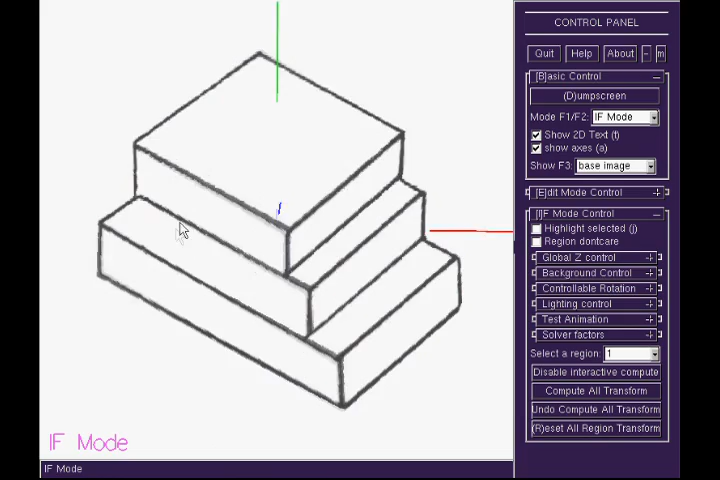 CONTROL PANEL
Quit Help About - m
[B]asic Control
(D)umpscreen
Mode F1/F2: IF Mode
Show 2D Text (t)
show axes (a)
Show F3: base image
[E]dit Mode Control
[I]F Mode Control
Highlight selected (j)
Region dontcare
Global Z control
Background Control
Controllable Rotation
Lighting control
Test Animation
Solver factors
Select a region: 1
Disable interactive compute
Compute All Transform
Undo Compute All Transform
(R)eset All Region Transform
IF Mode
IF Mode